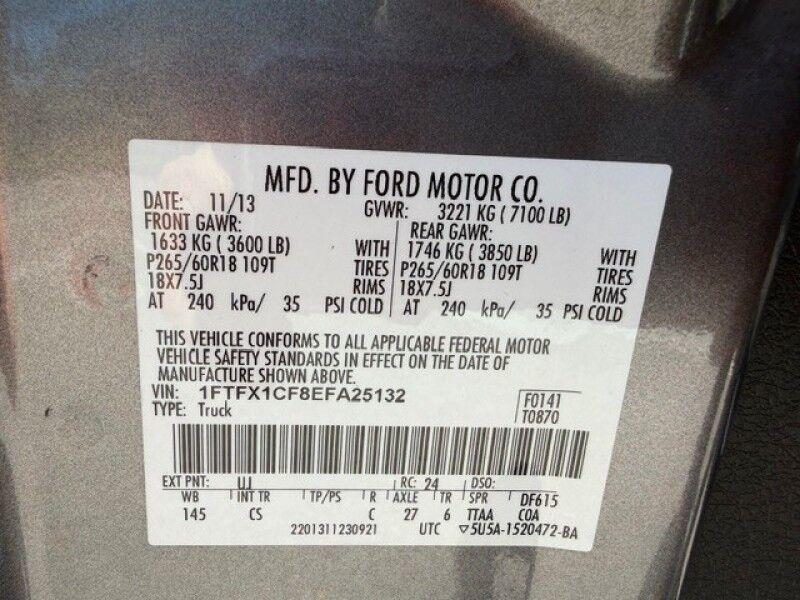 MFD. BY FORD MOTOR CO.
DATE: 11/13 GVWR: 3221 KG ( 7100 LB)
FRONT GAWR: REAR GAWR:
1633 KG ( 3600 LB) WITH 1746 KG ( 3850 LB) WITH
P265/60R18 109T TIRES P265/60R18 109T TIRES
18X7.5J RIMS 18X7.5J RIMS
AT 240 kPa/ 35 PSI COLD AT 240 kPa/ 35 PSI COLD
THIS VEHICLE CONFORMS TO ALL APPLICABLE FEDERAL MOTOR
VEHICLE SAFETY STANDARDS IN EFFECT ON THE DATE OF
MANUFACTURE SHOWN ABOVE.
VIN: 1FTFX1CF8EFA25132 F0141
TYPE: Truck T0870
EXT PNT: UJ RC: 24 DSO:
WB INT TR TP/PS R AXLE TR SPR DF615
145 CS C 27 6 TTAA COA
2201311230921 UTC ▽5U5A-1520472-BA